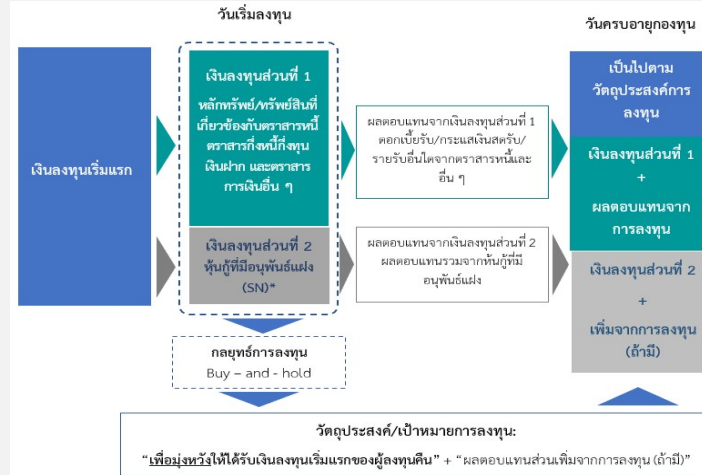 วันเริ่มลงทุน
วันครบอายุกองทุน
เงินลงทุนเริ่มแรก
เงินลงทุนส่วนที่ 1
หลักทรัพย์/ทรัพย์สินที่
เกี่ยวข้องกับตราสารหนี้
ตราสารกึ่งหนี้กึ่งทุน
เงินฝาก และตราสาร
การเงินอื่น ๆ
เงินลงทุนส่วนที่ 2
หุ้นกู้ที่มีอนุพันธ์แฝง
(SN)*
ผลตอบแทนจากเงินลงทุนส่วนที่ 1
ดอกเบี้ยรับ/กระแสเงินสดรับ/
รายรับอื่นใดจากตราสารหนี้และ
อื่น ๆ
ผลตอบแทนจากเงินลงทุนส่วนที่ 2
ผลตอบแทนรวมจากหุ้นกู้ที่มี
อนุพันธ์แฝง
เป็นไปตาม
วัตถุประสงค์การ
ลงทุน
เงินลงทุนส่วนที่ 1
+
ผลตอบแทนจาก
การลงทุน
เงินลงทุนส่วนที่ 2
+
เพิ่มจากการลงทุน
(ถ้ามี)
กลยุทธ์การลงทุน
Buy – and - hold
วัตถุประสงค์/เป้าหมายการลงทุน:
“เพื่อมุ่งหวังให้ได้รับเงินลงทุนเริ่มแรกของผู้ลงทุนคืน” + “ผลตอบแทนส่วนเพิ่มจากการลงทุน (ถ้ามี)”